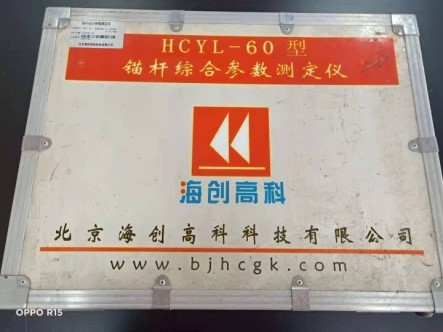 HCYL-60 型
锚杆综合参数测定仪
海创高科
北京海创高科科技有限公司
www.bjhcgk.com
OPPO R15